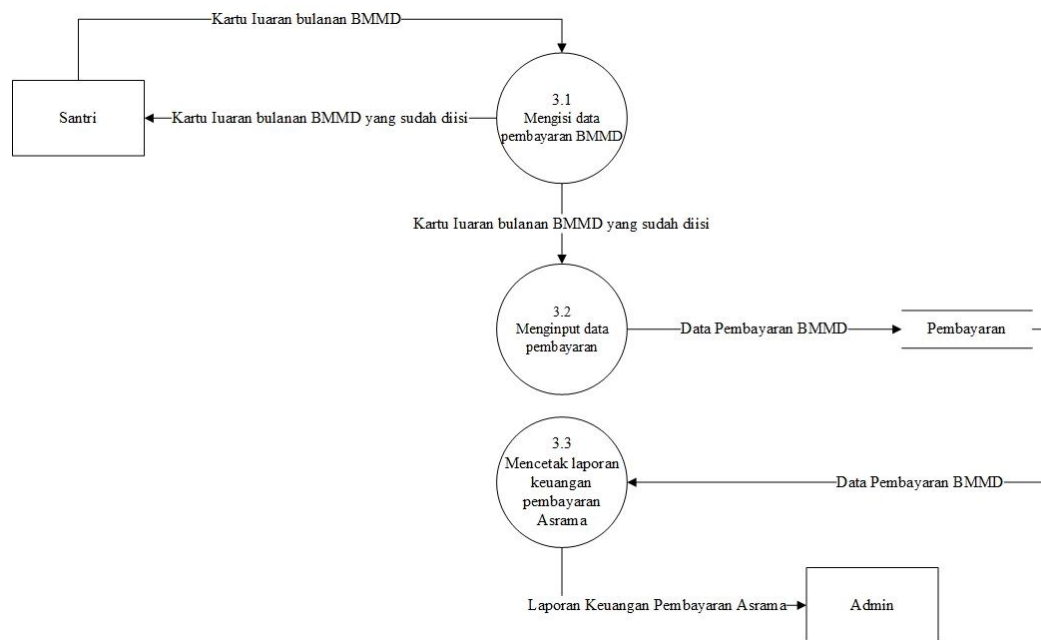 Kartu Iuaran bulanan BMMD
Santri
Kartu Iuaran bulanan BMMD yang sudah diisi
3.1
Mengisi data
pembayaran BMMD
Kartu Iuaran bulanan BMMD yang sudah diisi
3.2
Menginput data
pembayaran
Data Pembayaran BMMD
Pembayaran
3.3
Mencetak laporan
keuangan
pembayaran
Asrama
Data Pembayaran BMMD
Laporan Keuangan Pembayaran Asrama
Admin